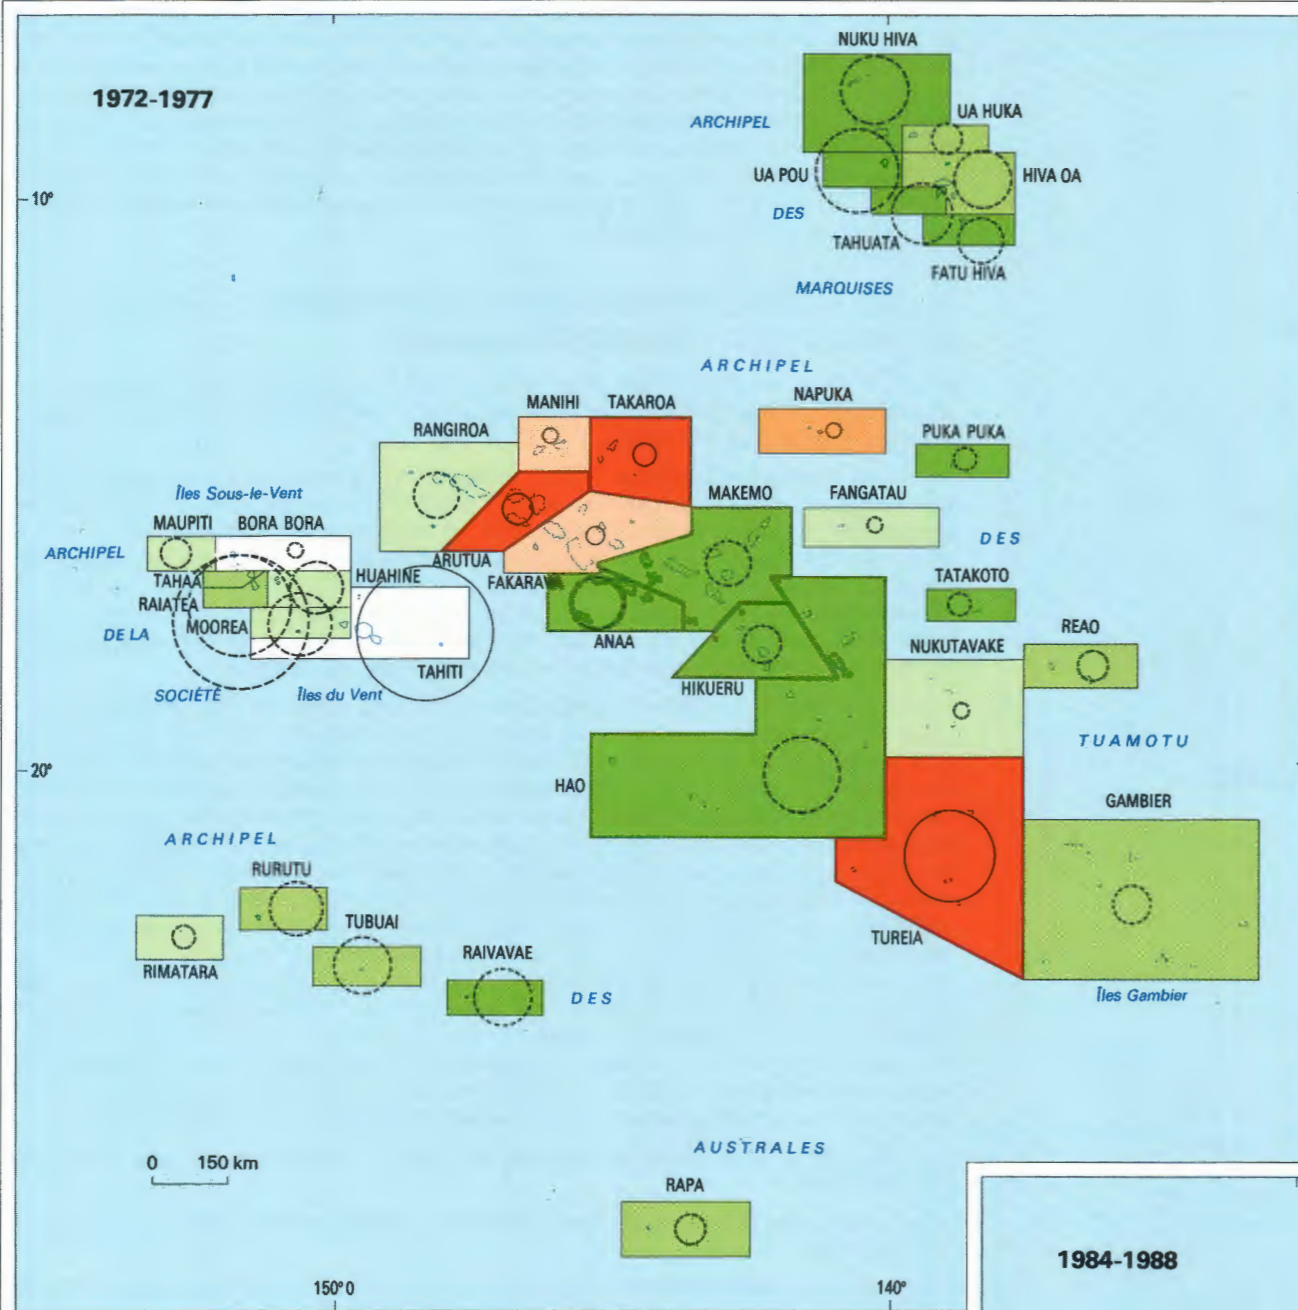 1972-1977
NUKU HIVA
ARCHIPEL
UA HUKA
UA POU
HIVA OA
10°
DES
TAHUATA
FATU HIVA
MARQUISES
ARCHIPEL
NAPUKA
MANIHI
TAKAROA
RANGIROA
PUKA PUKA
Îles Sous-le-Vent
MAKEMO
FANGATAU
MAUPITI
BORA BORA
ARCHIPEL
DES
ARUTUA
TAHAA
HUAHINE
FAKARAVA
TATAKOTO
RAIATEA
DE LA
MOOREA
ANAA
REAO
NUKUTAVAKE
TAHITI
HIKUERU
SOCIÉTÉ
Îles du Vent
TUAMOTU
20°
HAO
GAMBIER
ARCHIPEL
RURUTU
TUBUAI
TUREIA
RAIVAVAE
RIMATARA
DES
Îles Gambier
AUSTRALES
0 150 km
RAPA
1984-1988
150° 0
140°